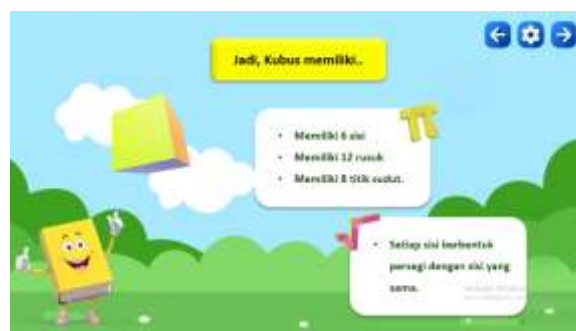 Jadi, Kubus memiliki..
• Memiliki 6 sisi
• Memiliki 12 rusuk
• Memiliki 8 titik sudut.
• Setiap sisi berbentuk
persegi dengan sisi yang
sama.